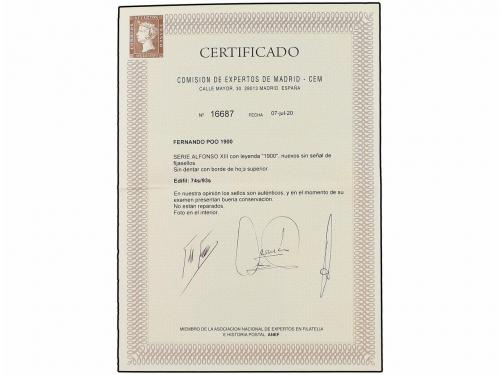 CERTIFICADO
COMISION DE EXPERTOS DE MADRID - CEM
CALLE MAYOR, 30. 28013 MADRID. ESPAÑA
Nº 16687 FECHA 07-jul-20
FERNANDO POO 1900
SERIE ALFONSO XIII con leyenda "1900", nuevos sin señal de
fijasellos.
Sin dentar con borde de hoja superior.
Edifil: 74s/93s
En nuestra opinión los sellos son auténticos, y en el momento de su
examen presentan buena conservacion.
No están reparados.
Foto en el interior.
MIEMBRO DE LA ASOCIACION NACIONAL DE EXPERTOS EN FILATELIA
E HISTORIA POSTAL. ANEF